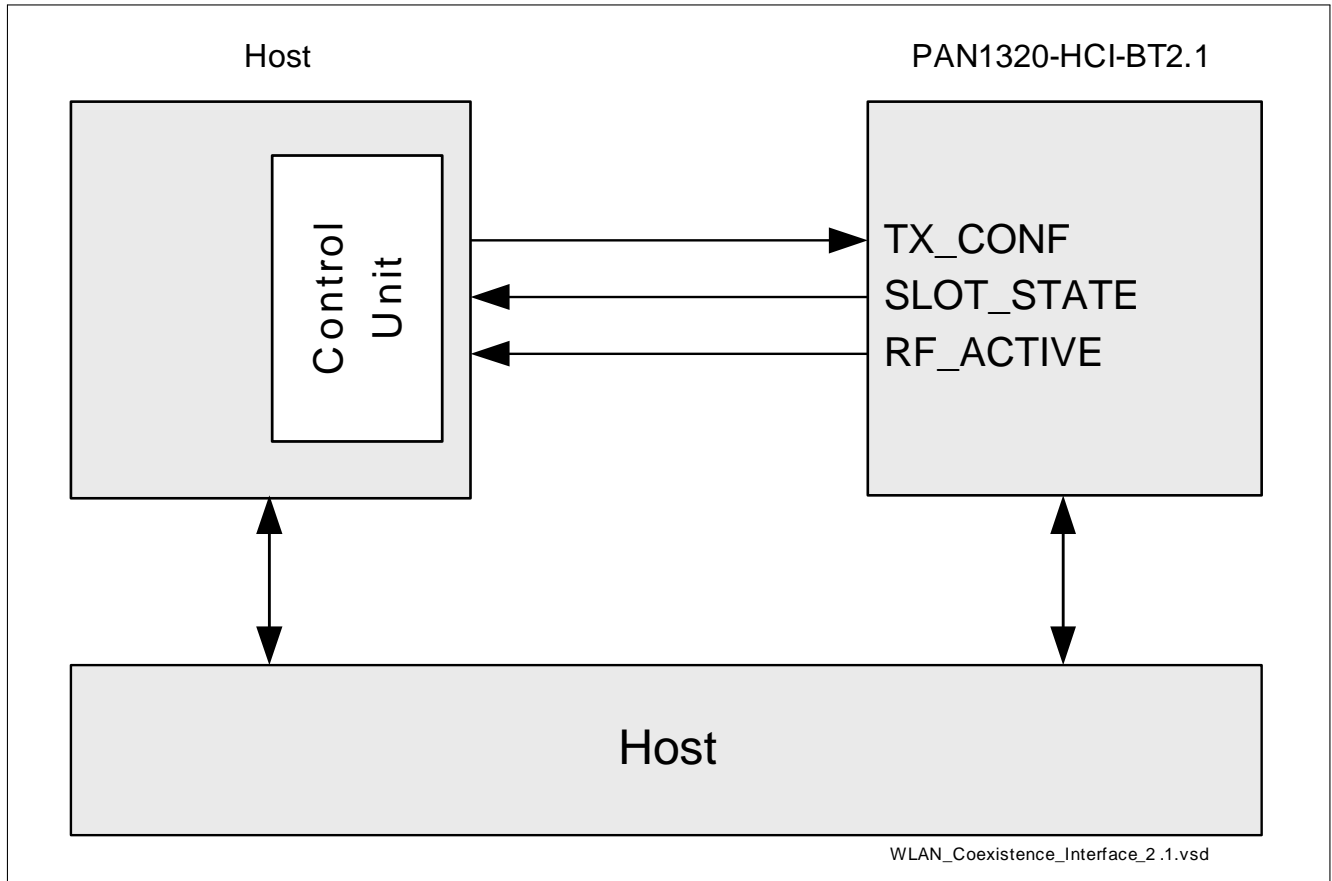 Host
PAN1320-HCI-BT2.1
Control
Unit
TX_CONF
SLOT_STATE
RF_ACTIVE
Host
WLAN_Coexistence_Interface_2 .1.vsd